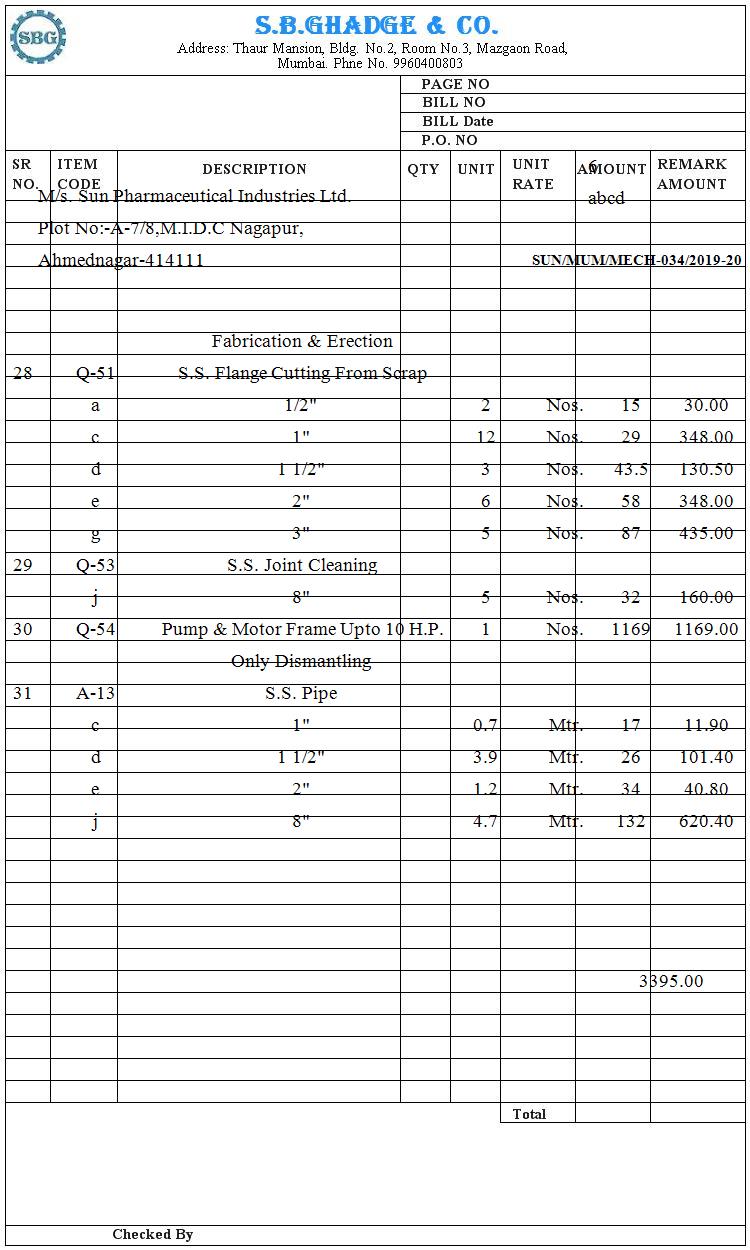 SBG
S.B.GHADGE & CO.
Address: Thaur Mansion, Bldg. No.2, Room No.3, Mazgaon Road,
Mumbai. Phne No. 9960400803
PAGE NO
BILL NO
BILL Date
P.O. NO
SR NO. ITEM CODE DESCRIPTION QTY UNIT UNIT RATE AMOUNT REMARK AMOUNT
6
M/s. Sun Pharmaceutical Industries Ltd. abcd
Plot No:-A-7/8,M.I.D.C Nagapur,
Ahmednagar-414111 SUN/MUM/MECH-034/2019-20
Fabrication & Erection
28 Q-51 S.S. Flange Cutting From Scrap
a 1/2" 2 Nos. 15 30.00
c 1" 12 Nos. 29 348.00
d 1 1/2" 3 Nos. 43.5 130.50
e 2" 6 Nos. 58 348.00
g 3" 5 Nos. 87 435.00
29 Q-53 S.S. Joint Cleaning
j 8" 5 Nos. 32 160.00
30 Q-54 Pump & Motor Frame Upto 10 H.P. 1 Nos. 1169 1169.00
Only Dismantling
31 A-13 S.S. Pipe
c 1" 0.7 Mtr. 17 11.90
d 1 1/2" 3.9 Mtr. 26 101.40
e 2" 1.2 Mtr. 34 40.80
j 8" 4.7 Mtr. 132 620.40
3395.00
Total
Checked By